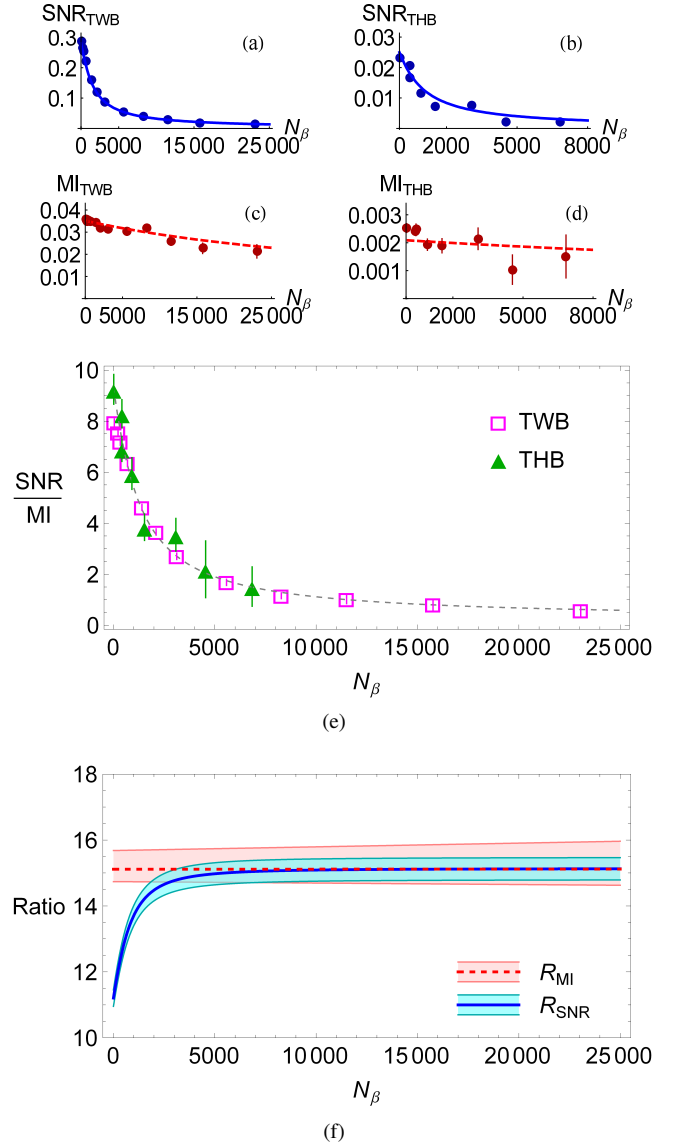 SNR_TWB (a)
0.3
0.2
0.1
0 5000 15 000 25 000 N_β
SNR_THB (b)
0.03
0.02
0.01
0 2000 5000 8000 N_β
MI_TWB (c)
0.04
0.03
0.02
0.01
0 5000 15 000 25 000 N_β
MI_THB (d)
0.003
0.002
0.001
0 2000 5000 8000 N_β
10
8
6
4
2
0
SNR
MI
TWB
THB
0 5000 10 000 15 000 20 000 25 000
N_β
(e)
18
16
14
12
10
Ratio
R_MI
R_SNR
0 5000 10 000 15 000 20 000 25 000
N_β
(f)